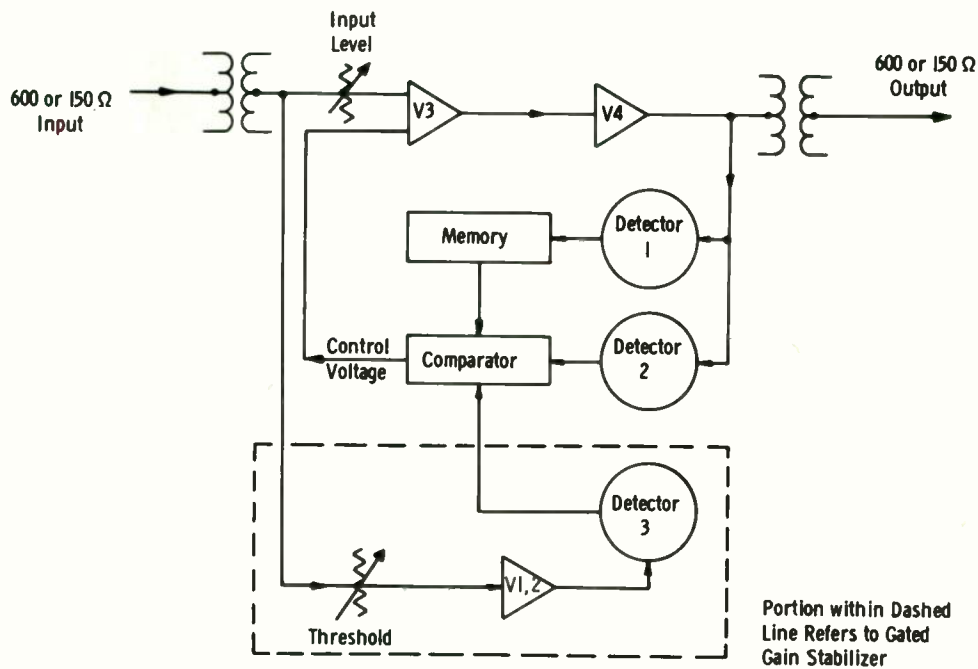 Input
Level
600 or 150 Ω
Input
V3
V4
600 or 150 Ω
Output
Memory
Detector
1
Control
Voltage
Comparator
Detector
2
Detector
3
V1,2
Threshold
Portion within Dashed
Line Refers to Gated
Gain Stabilizer